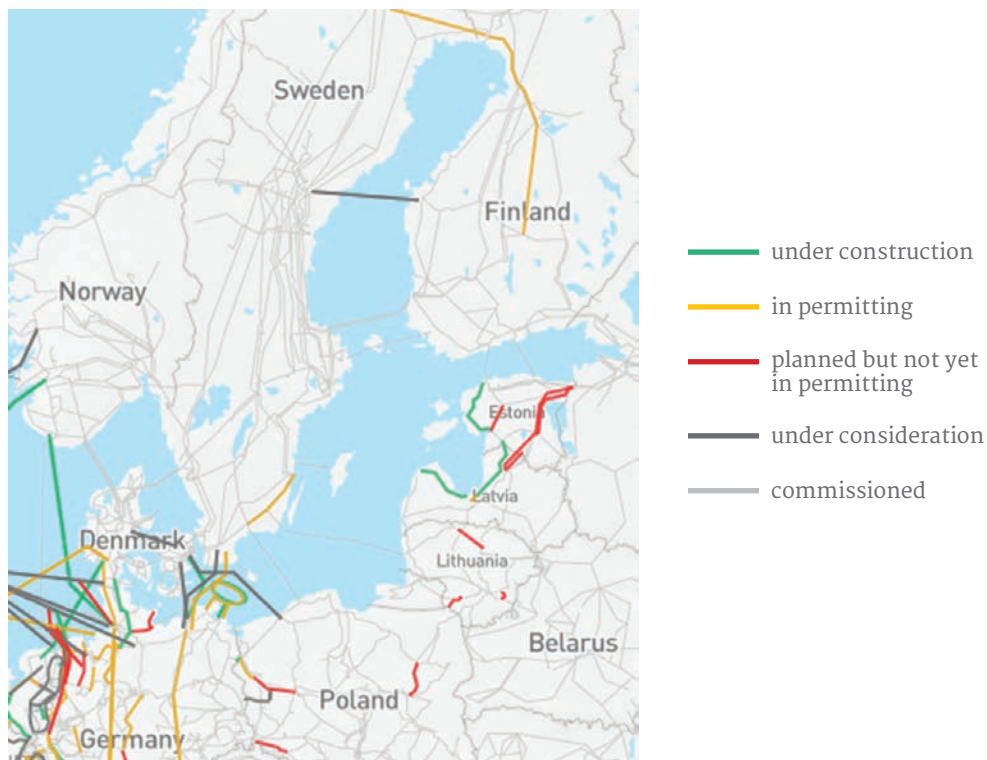 Sweden
Finland
Norway
Estonia
Latvia
Denmark
Lithuania
Belarus
Poland
Germany
under construction
in permitting
planned but not yet
in permitting
under consideration
commissioned